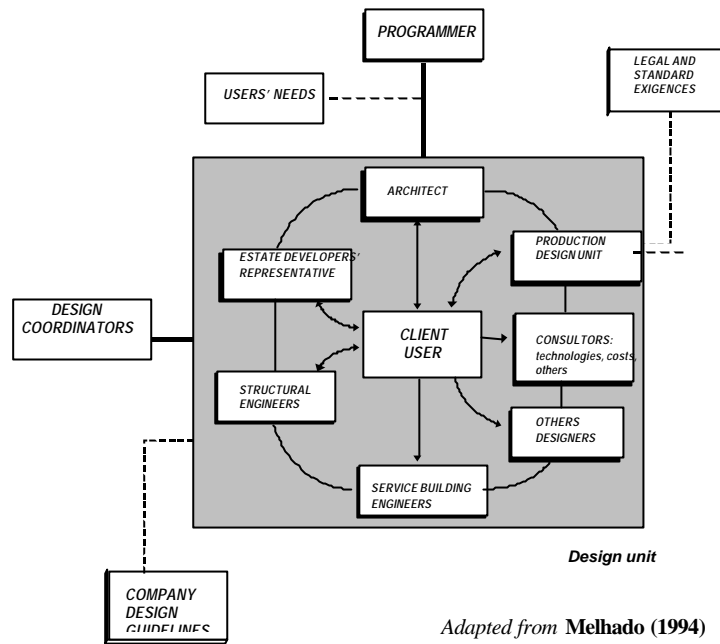 PROGRAMMER
LEGAL AND
STANDARD
EXIGENCES
USERS' NEEDS
ARCHITECT
PRODUCTION
DESIGN UNIT
ESTATE DEVELOPERS'
REPRESENTATIVE
DESIGN
COORDINATORS
CLIENT
USER
CONSULTORS:
technologies, costs,
others
STRUCTURAL
ENGINEERS
OTHERS
DESIGNERS
SERVICE BUILDING
ENGINEERS
Design unit
COMPANY
DESIGN
GUIDELINES
Adapted from Melhado (1994)